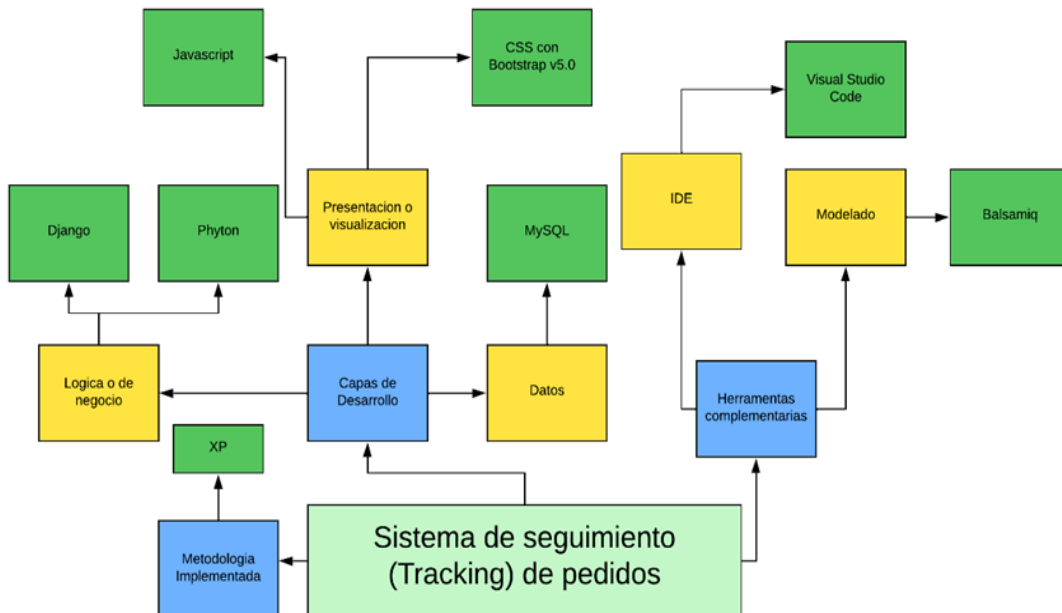 Javascript
CSS con
Bootstrap v5.0
Visual Studio
Code
Django
Phyton
Presentacion o
visualizacion
MySQL
IDE
Modelado
Balsamiq
Logica o de
negocio
Capas de
Desarrollo
Datos
Herramentas
complementarias
XP
Metodologia
Implementada
Sistema de seguimiento
(Tracking) de pedidos